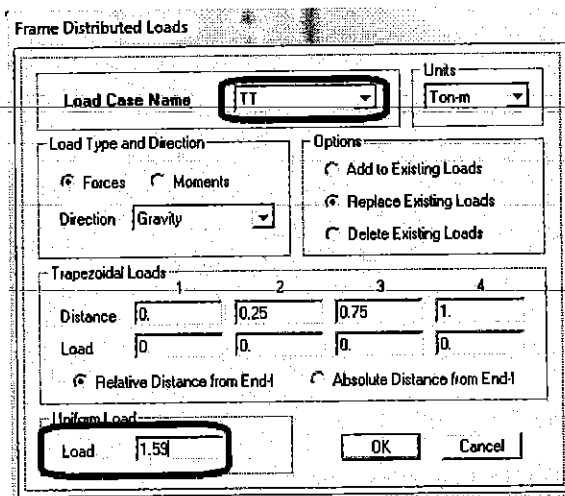 Frame Distributed Loads
Load Case Name TT
Units
Ton-m
Load Type and Direction
Forces Moments
Direction Gravity
Options
Add to Existing Loads
Replace Existing Loads
Delete Existing Loads
Trapezoidal Loads
1 2 3 4
Distance 0. 0.25 0.75 1.
Load 0. 0. 0. 0.
Relative Distance from End-I Absolute Distance from End-I
Uniform Load
Load 1.59
OK Cancel